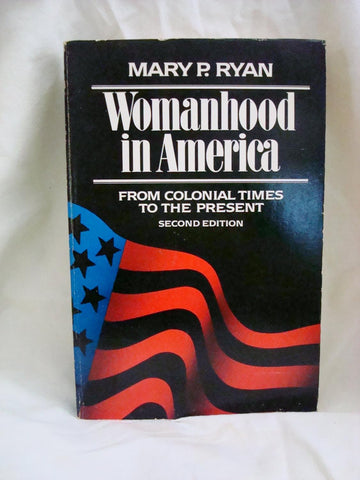 MARY P. RYAN
Womanhood
in America
FROM COLONIAL TIMES
TO THE PRESENT
SECOND EDITION